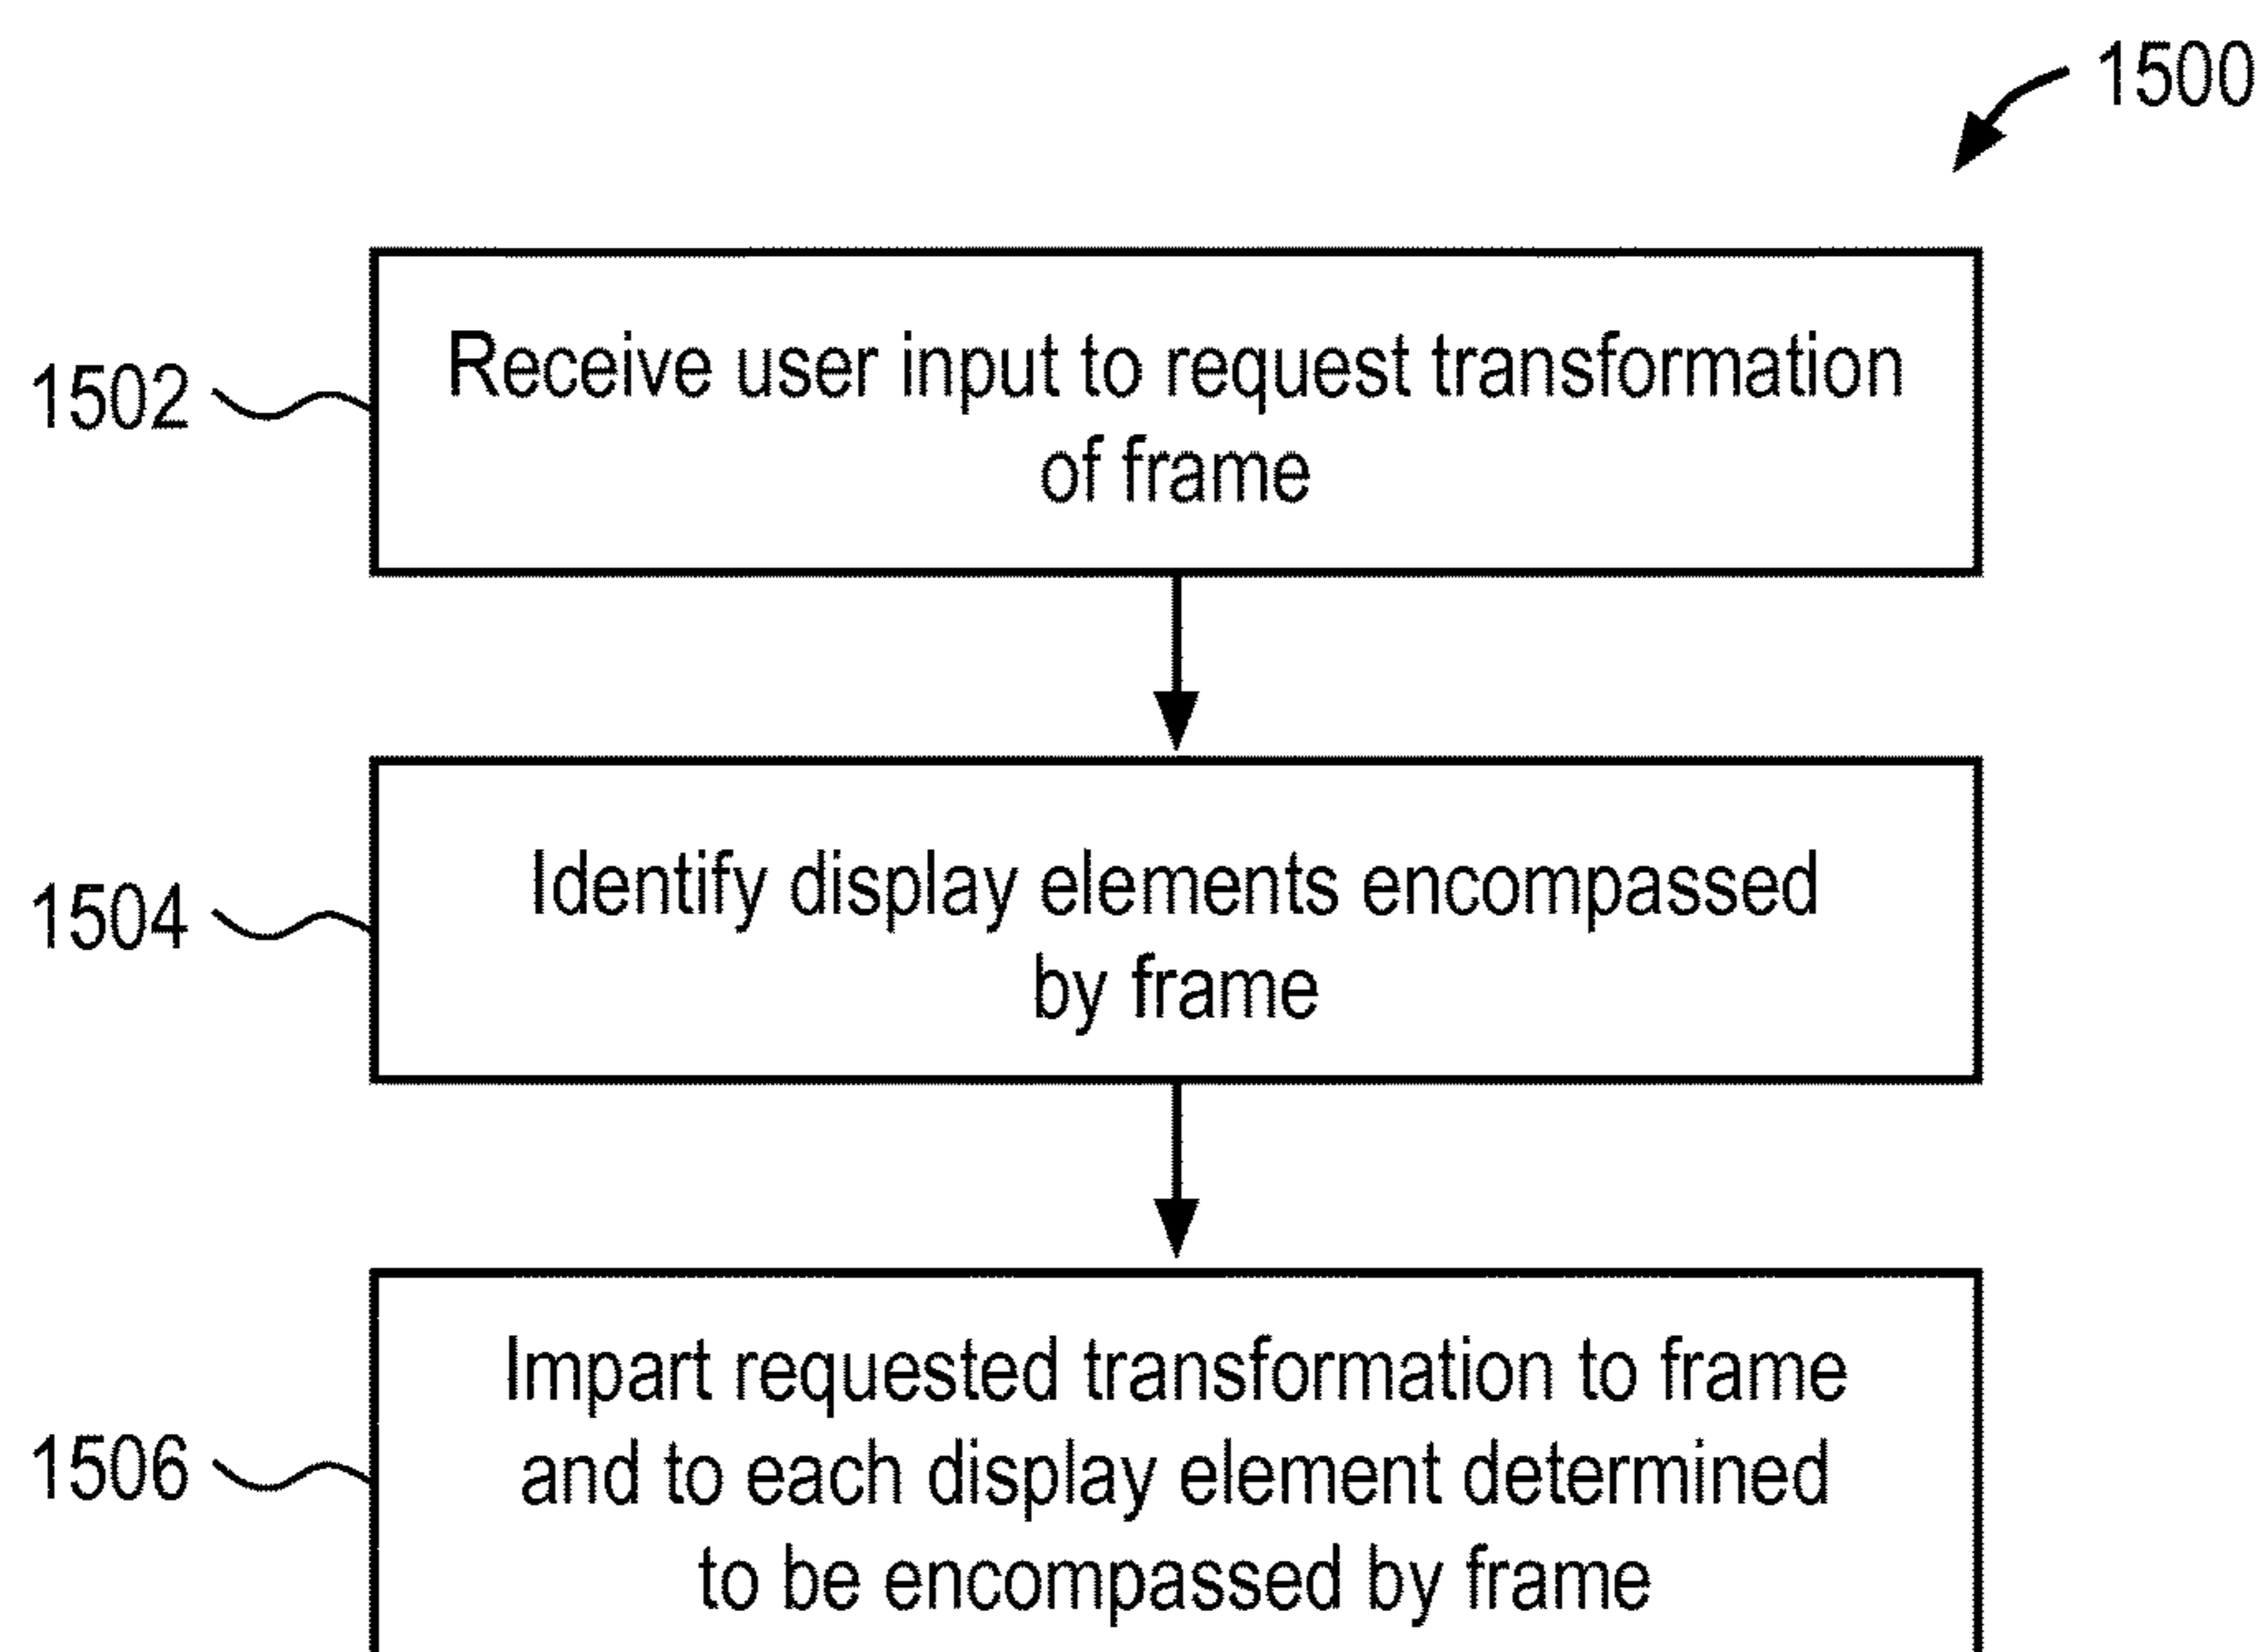 1500
1502
Receive user input to request transformation
of frame
1504
Identify display elements encompassed
by frame
1506
Impart requested transformation to frame
and to each display element determined
to be encompassed by frame